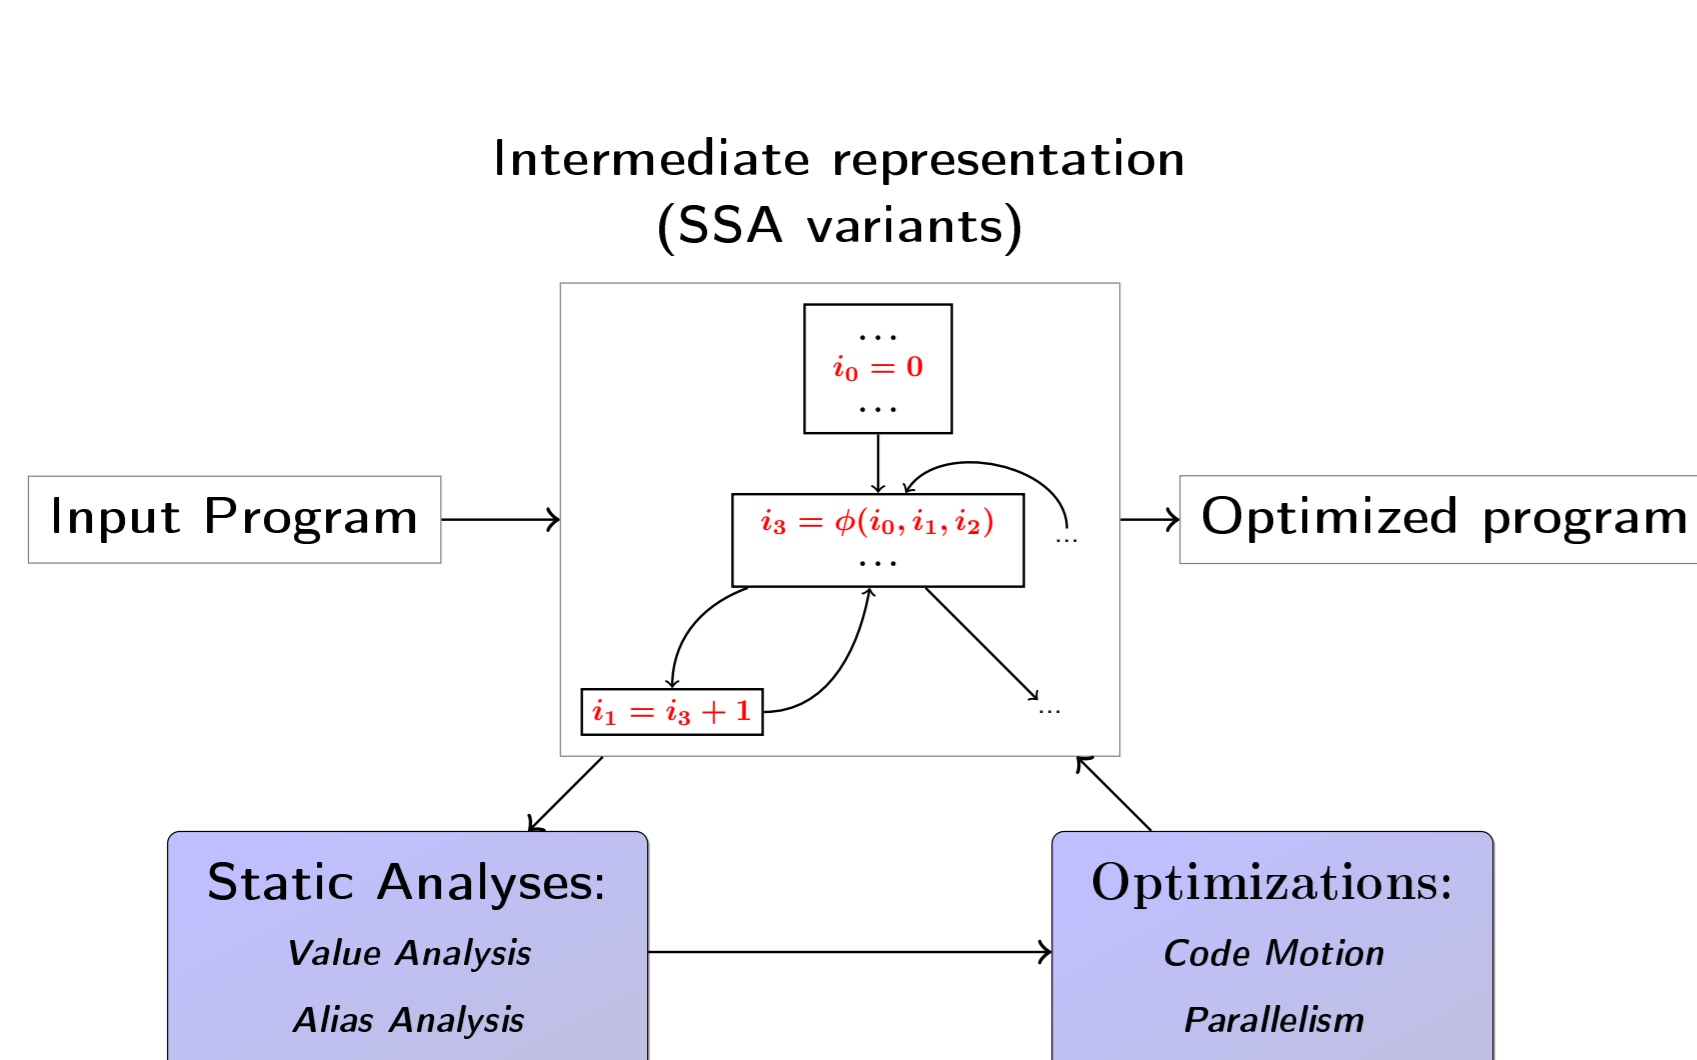 Intermediate representation
(SSA variants)
...
i₀ = 0
...
Input Program
i₃ = ϕ(i₀, i₁, i₂)
...
...
Optimized program
i₁ = i₃ + 1
...
Static Analyses:
Value Analysis
Alias Analysis
Optimizations:
Code Motion
Parallelism